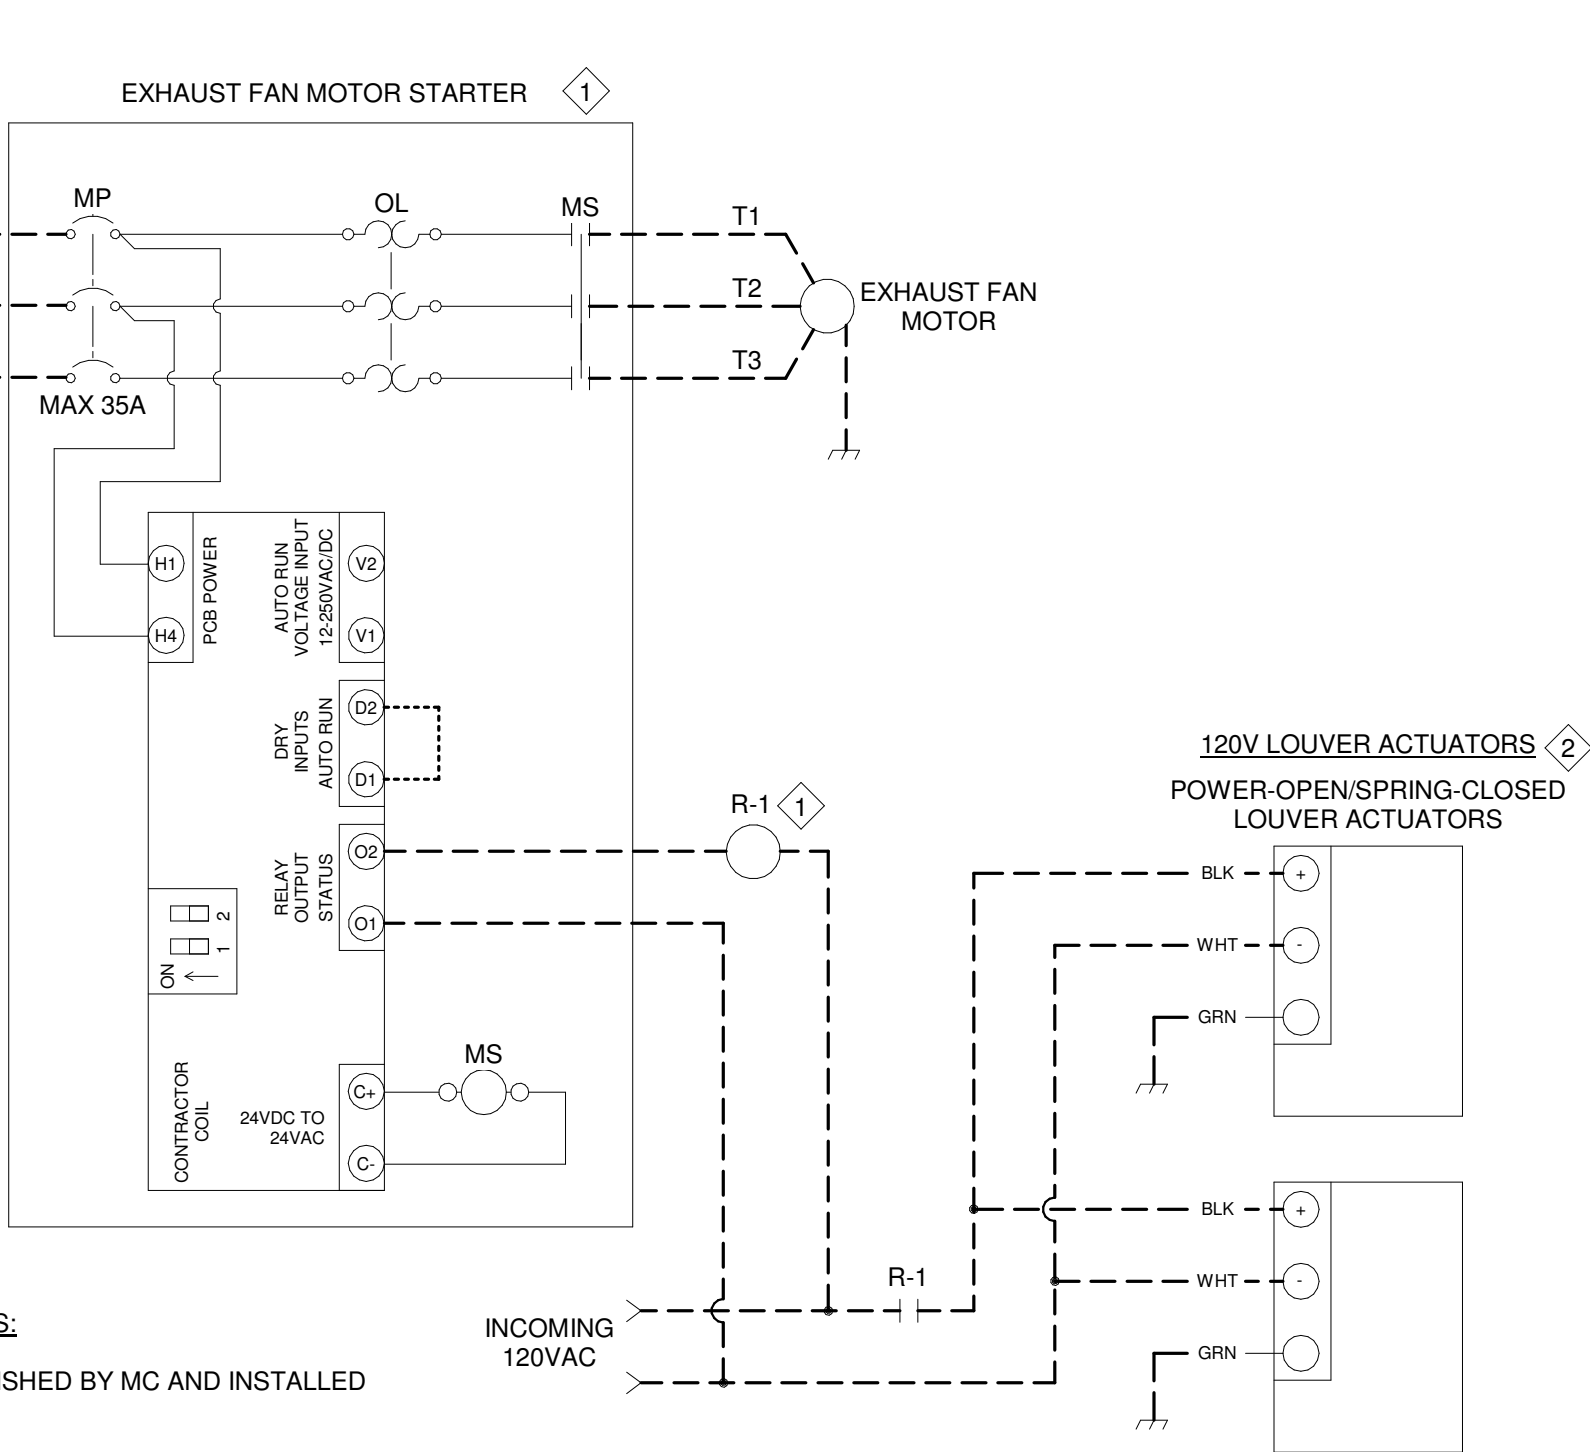 EXHAUST FAN MOTOR STARTER
1
MP
OL
MS
T1
T2
T3
EXHAUST FAN
MOTOR
MAX 35A
H1
H4
PCB POWER
AUTO RUN
VOLTAGE INPUT
12-250VAC/DC
V2
V1
DRY
INPUTS
AUTO RUN
D2
D1
RELAY
OUTPUT
STATUS
O2
O1
2
1
ON
CONTRACTOR
COIL
24VDC TO
24VAC
C+
C-
MS
R-1
1
120V LOUVER ACTUATORS
2
POWER-OPEN/SPRING-CLOSED
LOUVER ACTUATORS
BLK
+
WHT
-
GRN
BLK
+
WHT
-
GRN
R-1
INCOMING
120VAC
S:
ISHED BY MC AND INSTALLED